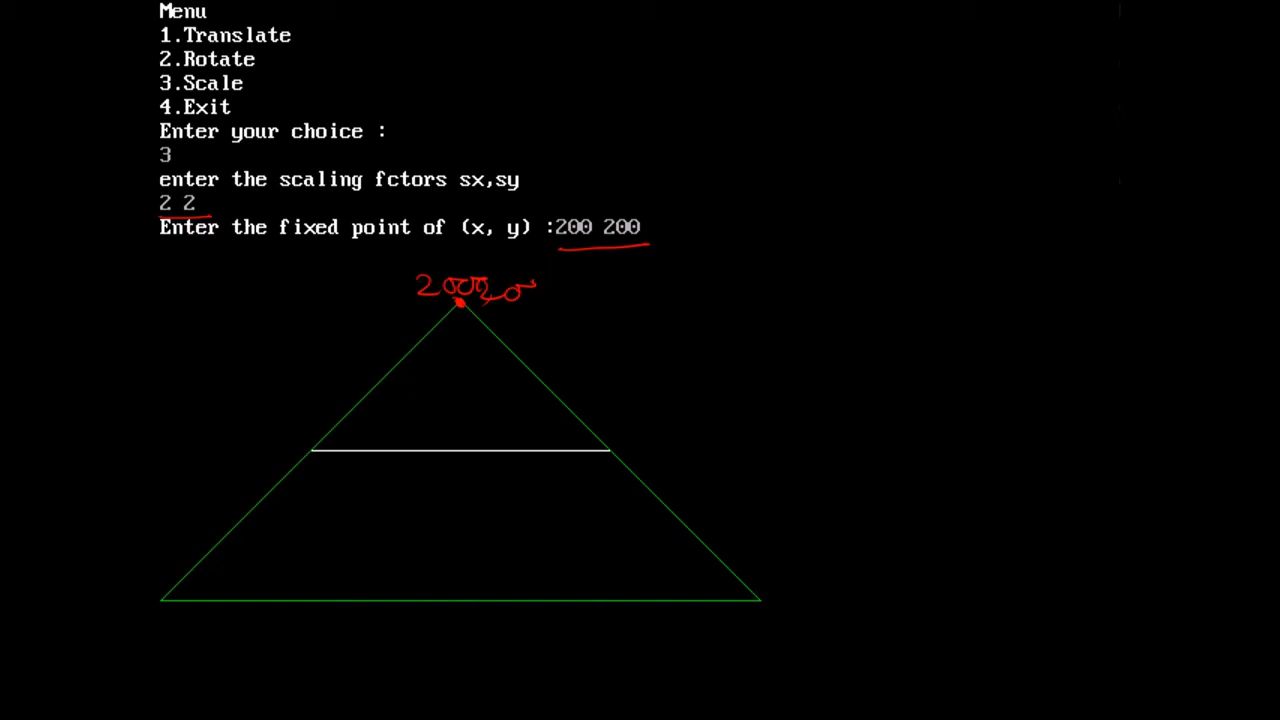 Menu
1.Translate
2.Rotate
3.Scale
4.Exit
Enter your choice :
3
enter the scaling fctors sx,sy
2 2
Enter the fixed point of (x, y) :200 200